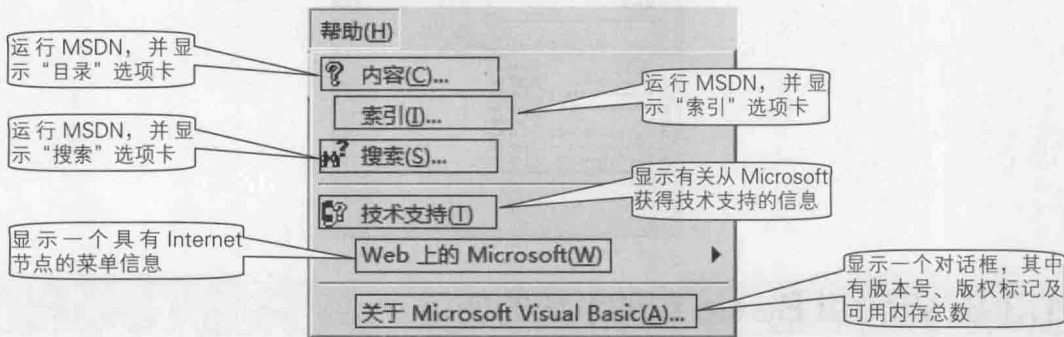 帮助(H)
运行 MSDN，并显
示“目录”选项卡
内容(C)...
运行 MSDN，并显
示“索引”选项卡
索引(I)...
运行 MSDN，并显
示“搜索”选项卡
搜索(S)...
显示有关从 Microsoft
获得技术支持的信息
技术支持(T)
显示一个具有 Internet
节点的菜单信息
Web 上的 Microsoft(W)
显示一个对话框，其中
有版本号、版权标记及
可用内存总数
关于 Microsoft Visual Basic(A)...